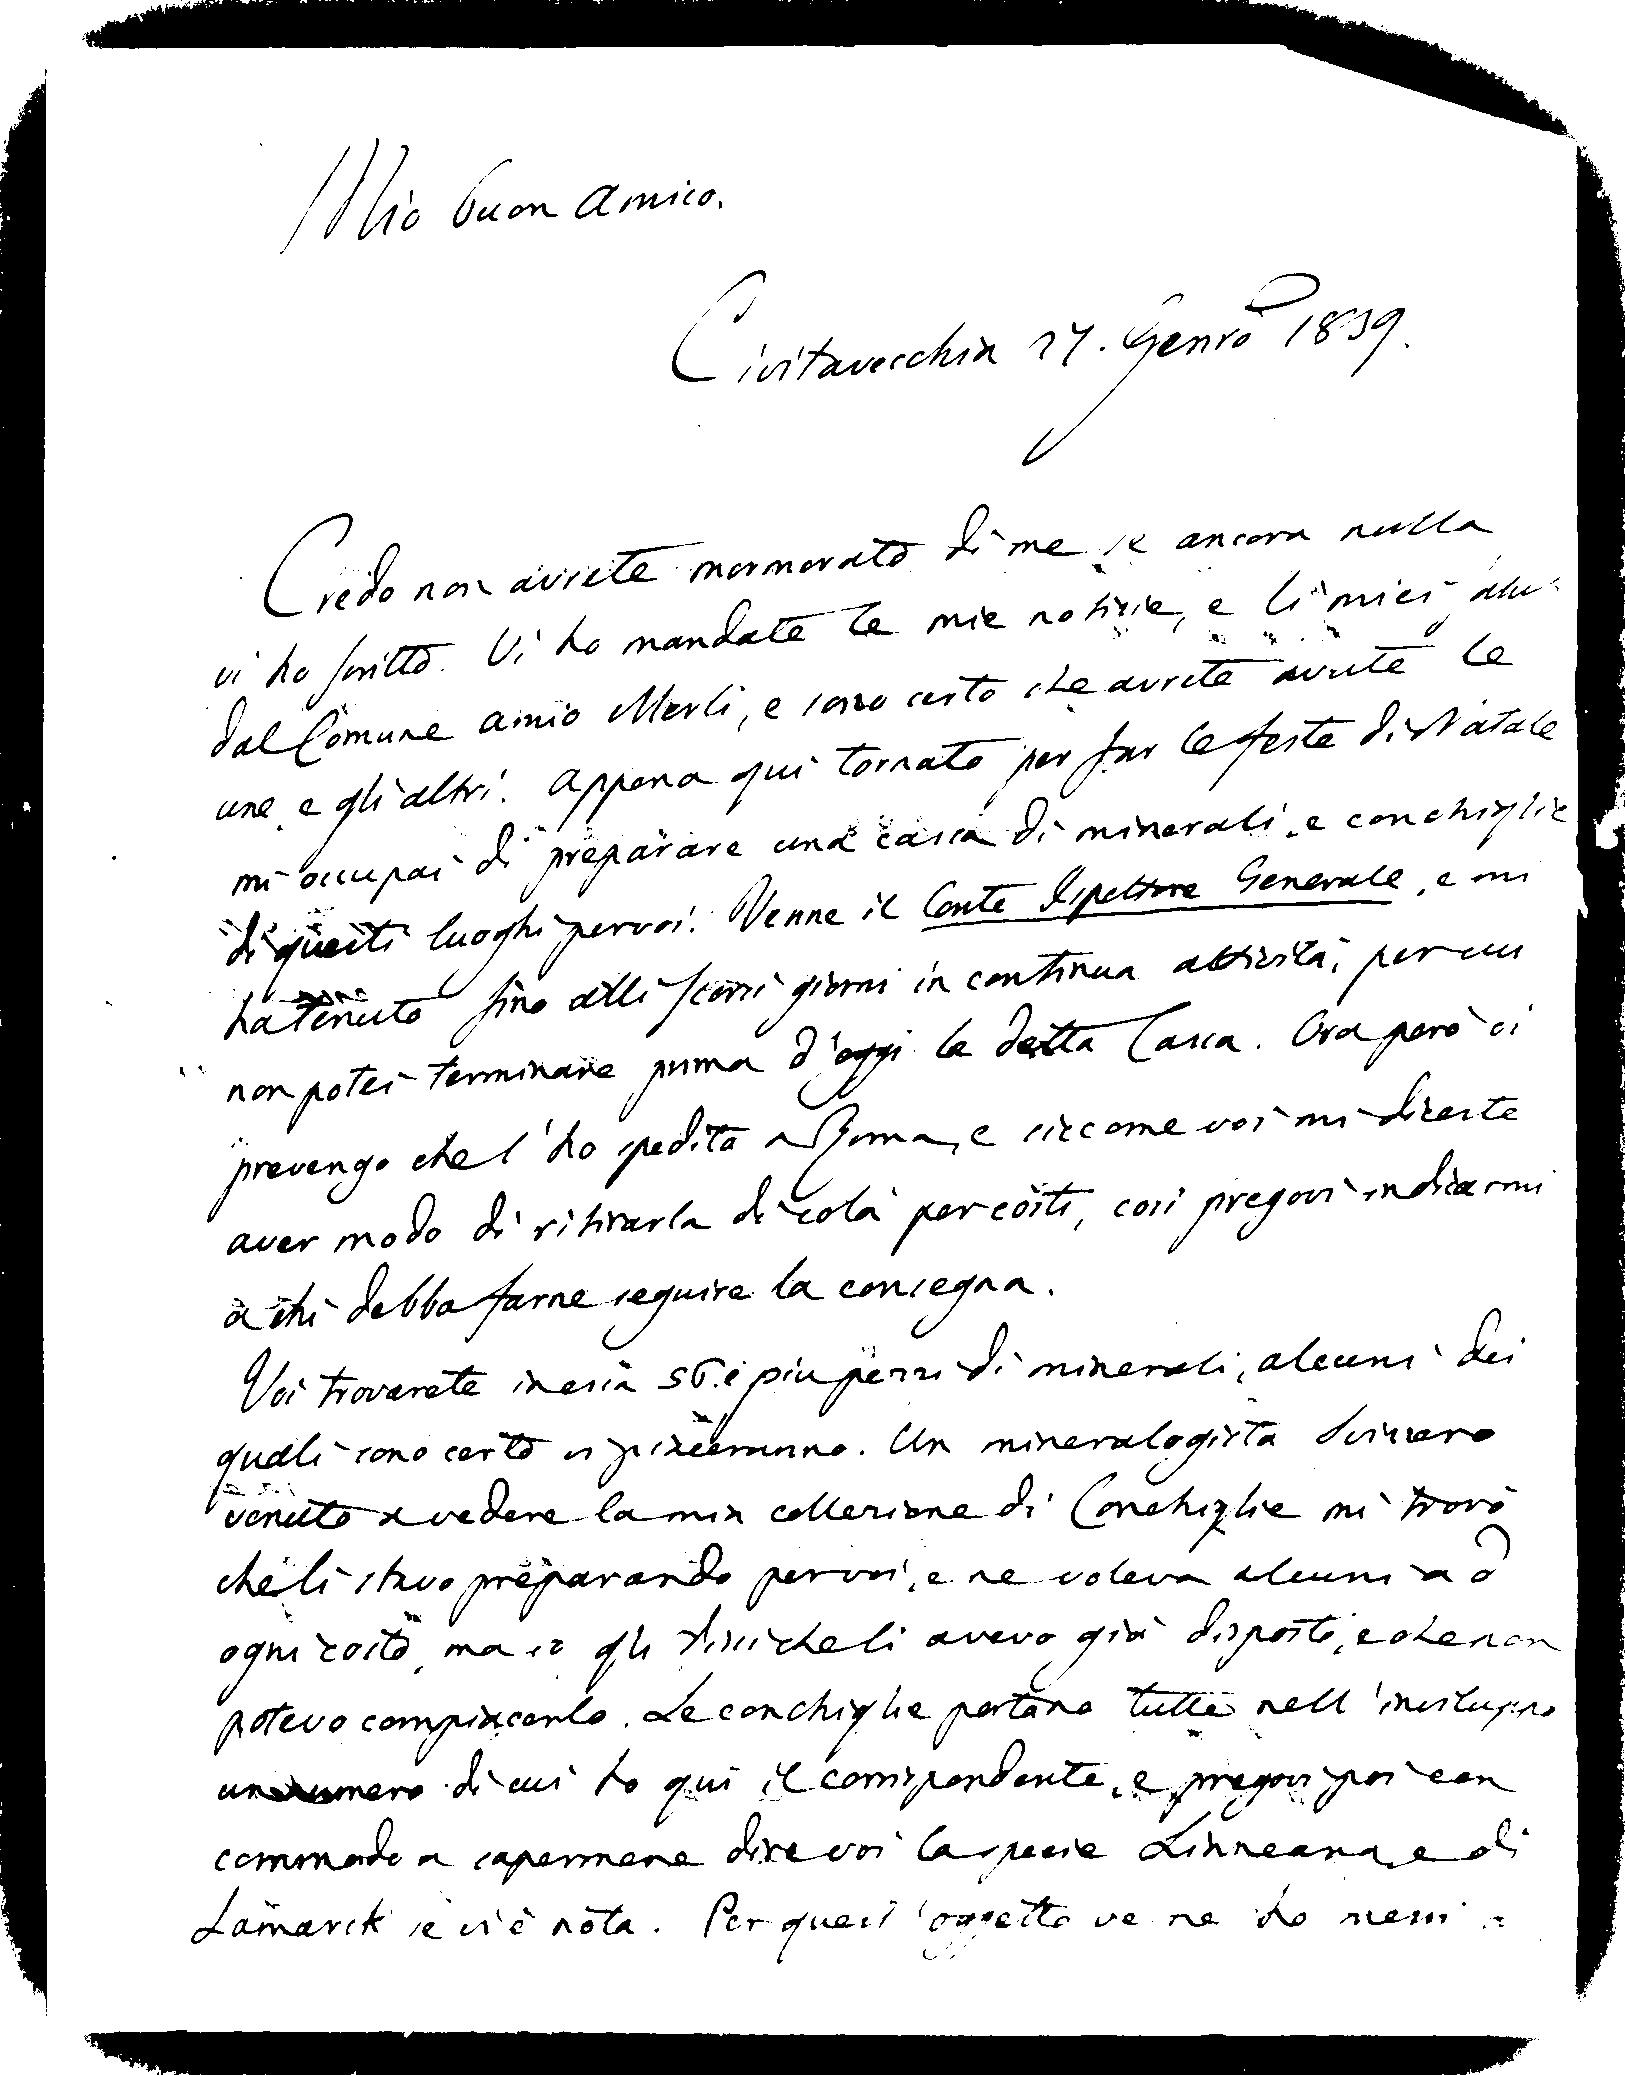 Mio buon Amico.
Civitavecchia 27. Genro 1839.
Credo non avrete mormorato di me se ancora nulla
vi ho scritto. Vi ho mandate le mie notizie, e li miei
dal Comune amico Merli, e sono certo che avrete avute le
une e gli altri. Appena qui tornato per far le feste di Natale
mi occupai di preparare una cassa di minerali, e conchiglie
di questi luoghi per voi. Venne il Conte Ispettore Generale, e mi
ha tenuto fino alli scorsi giorni in continua attività, per cui
non potei terminare prima d'oggi la detta Cassa. Ora però vi
prevengo che l'ho spedita a Roma, e siccome voi mi diceste
aver modo di ritirarla di colà per costì, così pregovi indicarmi
a chi debba farne seguire la consegna.
Voi troverete in essa 56. e più pezzi di minerali, alcuni dei
quali sono certo vi piaceranno. Un mineralogista Svizzero
venuto a vedere la mia collezione di Conchiglie mi trovò
che li stavo preparando per voi, e ne voleva alcuni a
ogni costo, ma io gli dissi che li avevo già disposti, e che non
potevo compiacerlo. Le conchiglie portano tutte nell'inviluppo
un numero di cui ho qui il corrispondente, e pregovi poi con
commodo a sapermene dire voi la specie Linneana, e di
Lamarck se vi è nota. Per quest'oggetto ve ne ho messi